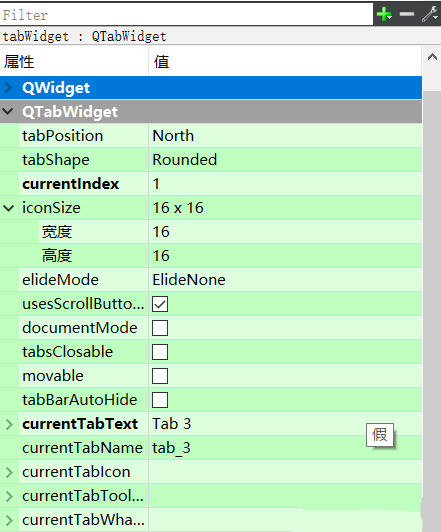 Filter
tabWidget : QTabWidget
属性 值
QWidget
QTabWidget
tabPosition North
tabShape Rounded
currentIndex 1
iconSize 16 x 16
宽度 16
高度 16
elideMode ElideNone
usesScrollButto...
documentMode
tabsClosable
movable
tabBarAutoHide
currentTabText Tab 3
假
currentTabName tab_3
currentTabIcon
currentTabTool...
currentTabWha...